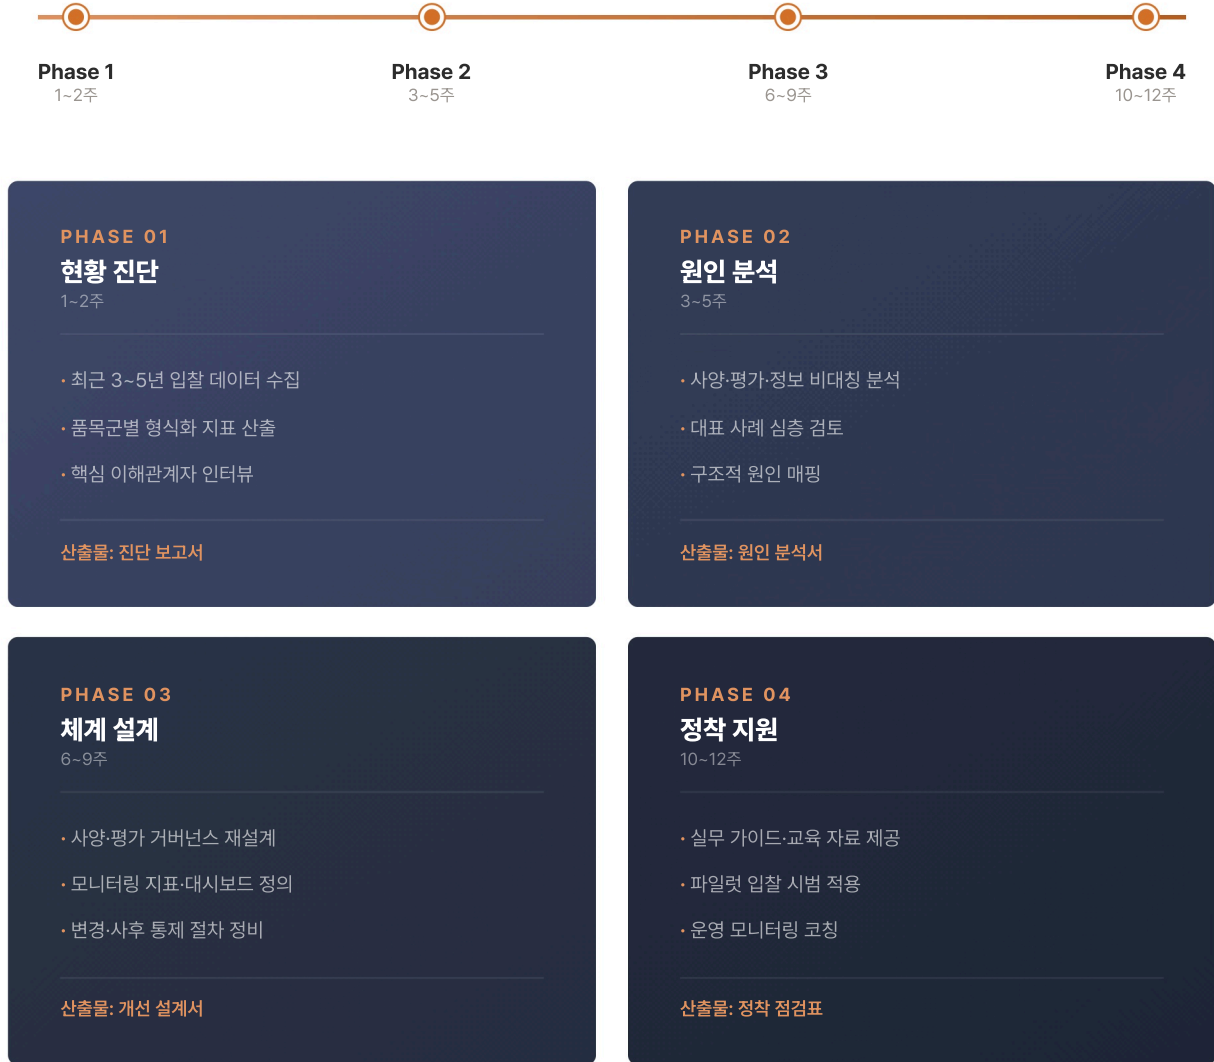 Phase 1
1~2주
Phase 2
3~5주
Phase 3
6~9주
Phase 4
10~12주
PHASE 01
현황 진단
1~2주
· 최근 3~5년 입찰 데이터 수집
· 품목군별 형식화 지표 산출
· 핵심 이해관계자 인터뷰
산출물: 진단 보고서
PHASE 02
원인 분석
3~5주
· 사양·평가·정보 비대칭 분석
· 대표 사례 심층 검토
· 구조적 원인 매핑
산출물: 원인 분석서
PHASE 03
체계 설계
6~9주
· 사양·평가 거버넌스 재설계
· 모니터링 지표·대시보드 정의
· 변경·사후 통제 절차 정비
산출물: 개선 설계서
PHASE 04
정착 지원
10~12주
· 실무 가이드·교육 자료 제공
· 파일럿 입찰 시범 적용
· 운영 모니터링 코칭
산출물: 정착 점검표